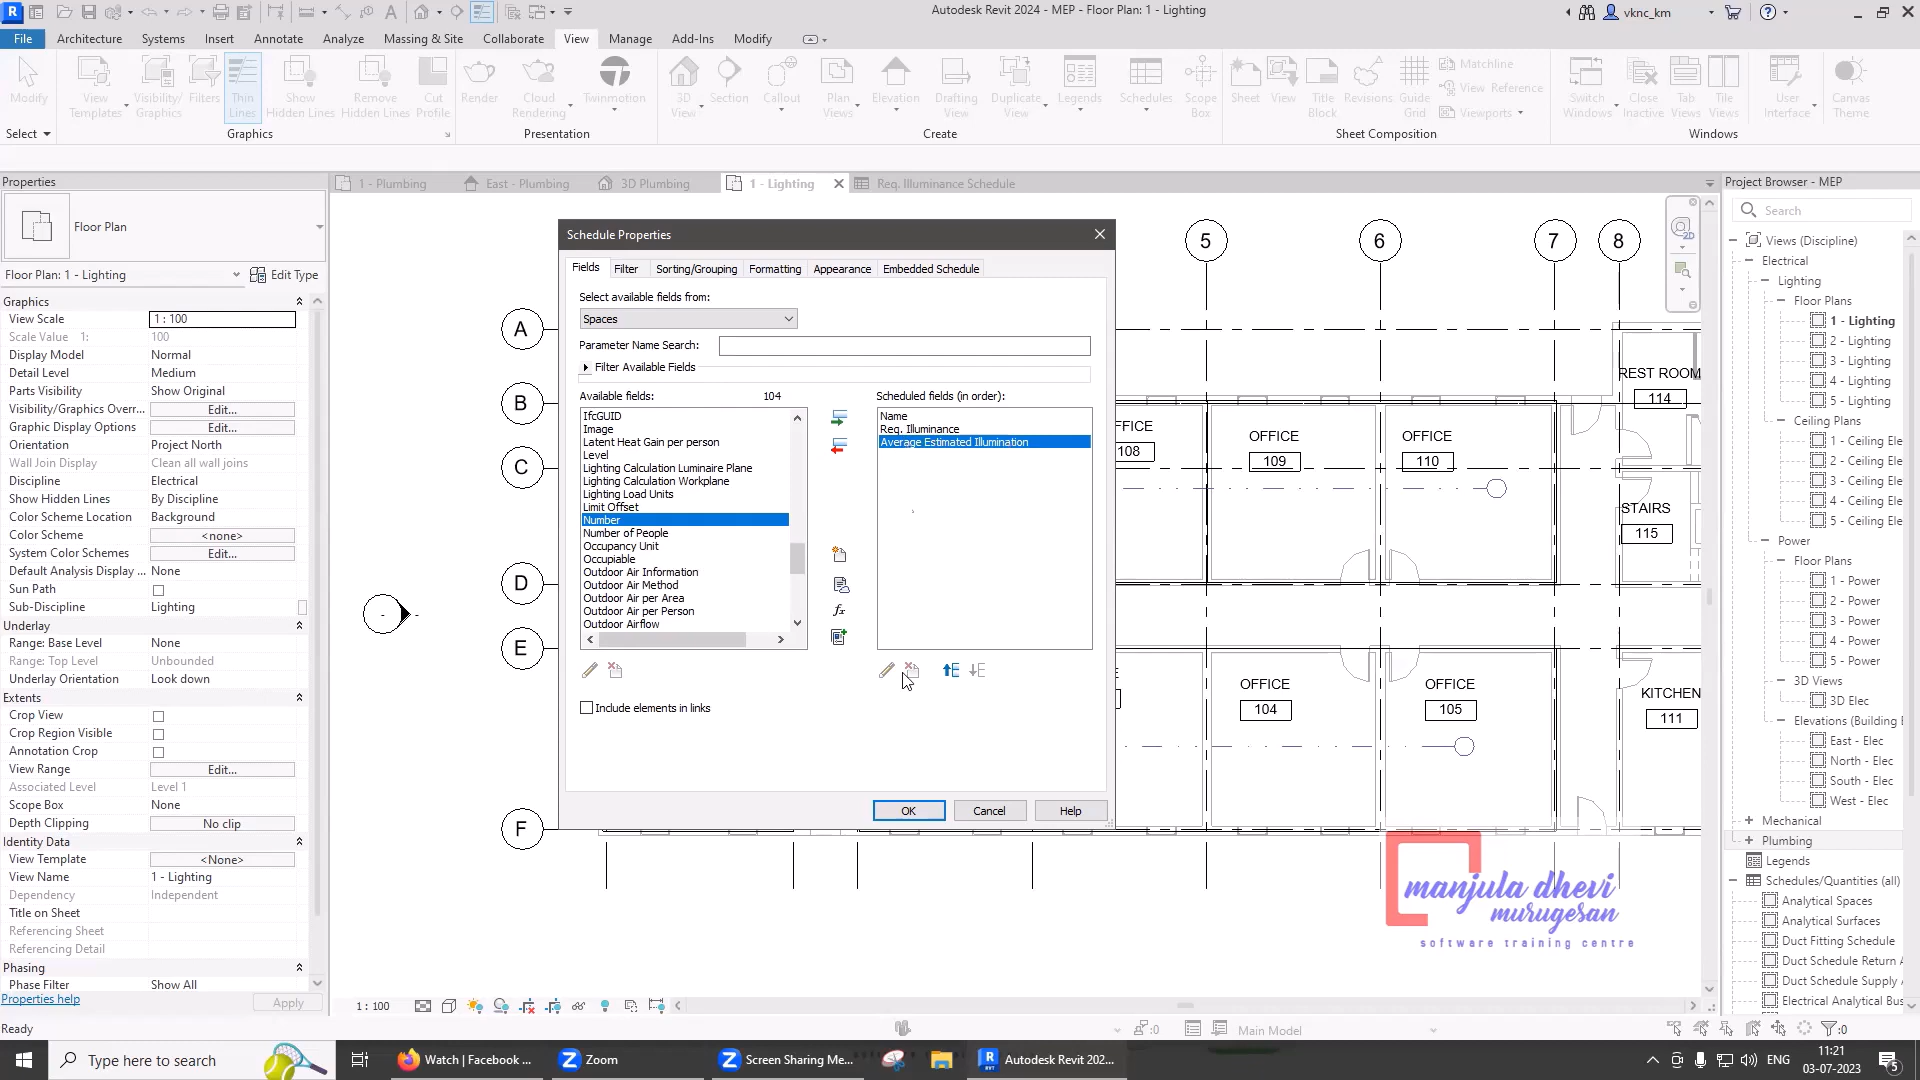 Autodesk Revit 2024 - MEP - Floor Plan: 1 - Lighting
vknc_km
File Architecture Systems Insert Annotate Analyze Massing & Site Collaborate View Manage Add-Ins Modify
Modify View Templates Visibility/ Graphics Filters Thin Lines Show Hidden Lines Remove Hidden Lines Cut Profile Render Cloud Rendering Twinmotion 3D View Section Callout Plan Views Elevation Drafting View Duplicate View Legends Schedules Scope Box Sheet View Title Block Revisions Guide Grid Matchline View Reference Viewports Switch Windows Close Inactive Tab Views Tile Views User Interface Canvas Theme
Select Graphics Presentation Create Sheet Composition Windows
Properties
1 - Plumbing East - Plumbing 3D Plumbing 1 - Lighting Req. Illuminance Schedule
Project Browser - MEP
Floor Plan
Floor Plan: 1 - Lighting Edit Type
Graphics
View Scale 1 : 100
Scale Value 1: 100
Display Model Normal
Detail Level Medium
Parts Visibility Show Original
Visibility/Graphics Overr... Edit...
Graphic Display Options Edit...
Orientation Project North
Wall Join Display Clean all wall joins
Discipline Electrical
Show Hidden Lines By Discipline
Color Scheme Location Background
Color Scheme <none>
System Color Schemes Edit...
Default Analysis Display ... None
Sun Path
Sub-Discipline Lighting
Underlay
Range: Base Level None
Range: Top Level Unbounded
Underlay Orientation Look down
Extents
Crop View
Crop Region Visible
Annotation Crop
View Range Edit...
Associated Level Level 1
Scope Box None
Depth Clipping No clip
Identity Data
View Template <None>
View Name 1 - Lighting
Dependency Independent
Title on Sheet
Referencing Sheet
Referencing Detail
Phasing
Phase Filter Show All
Properties help Apply
Schedule Properties
Fields Filter Sorting/Grouping Formatting Appearance Embedded Schedule
Select available fields from:
Spaces
Parameter Name Search:
Filter Available Fields
Available fields: 104
IfcGUID
Image
Latent Heat Gain per person
Level
Lighting Calculation Luminaire Plane
Lighting Calculation Workplane
Lighting Load Units
Limit Offset
Number
Number of People
Occupancy Unit
Occupiable
Outdoor Air Information
Outdoor Air Method
Outdoor Air per Area
Outdoor Air per Person
Outdoor Airflow
fx
Scheduled fields (in order):
Name
Req. Illuminance
Average Estimated Illumination
Include elements in links
OK Cancel Help
A
B
C
D
E
F
5 6 7 8
FFICE
108
OFFICE
109
OFFICE
110
REST ROOM
114
STAIRS
115
OFFICE
104
OFFICE
105
KITCHEN
111
2D
manjula dhevi
murugesan
software training centre
Search
Views (Discipline)
Electrical
Lighting
Floor Plans
1 - Lighting
2 - Lighting
3 - Lighting
4 - Lighting
5 - Lighting
Ceiling Plans
1 - Ceiling Ele
2 - Ceiling Ele
3 - Ceiling Ele
4 - Ceiling Ele
5 - Ceiling Ele
Power
Floor Plans
1 - Power
2 - Power
3 - Power
4 - Power
5 - Power
3D Views
3D Elec
Elevations (Building E
East - Elec
North - Elec
South - Elec
West - Elec
Mechanical
Plumbing
Legends
Schedules/Quantities (all)
Analytical Spaces
Analytical Surfaces
Duct Fitting Schedule
Duct Schedule Return A
Duct Schedule Supply A
Electrical Analytical Bus
1 : 100
Ready
:0
Main Model
:0
Type here to search
Watch | Facebook ...
Zoom
Screen Sharing Me...
Autodesk Revit 202...
ENG
11:21
03-07-2023
5